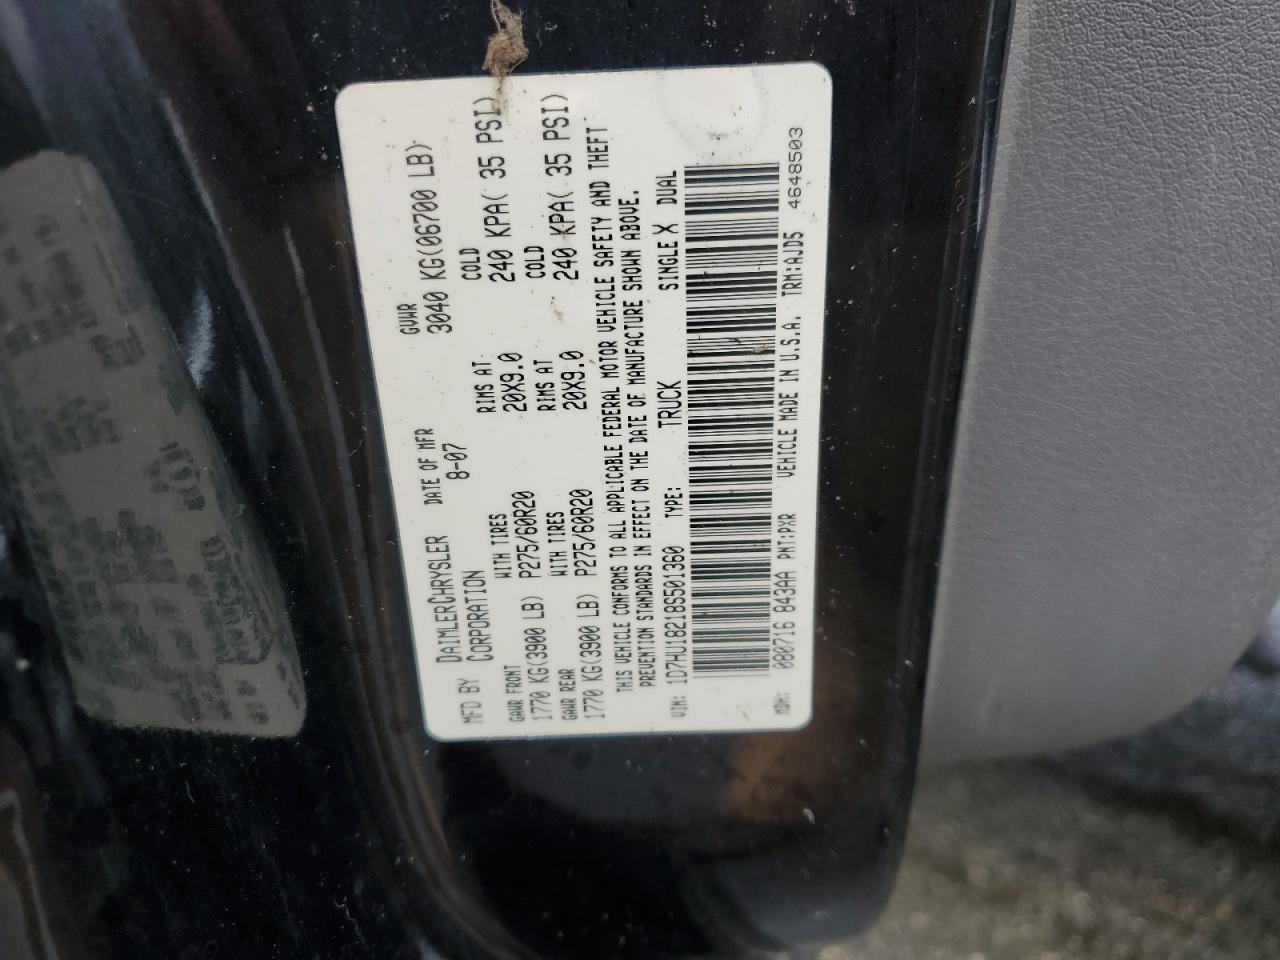 MFD BY DAIMLERCHRYSLER CORPORATION DATE OF MFR 8-07 GVWR 3040 KG(06700 LB)
GAWR FRONT WITH TIRES RIMS AT COLD
1770 KG(3900 LB) P275/60R20 20X9.0 240 KPA( 35 PSI)
GAWR REAR WITH TIRES RIMS AT COLD
1770 KG(3900 LB) P275/60R20 20X9.0 240 KPA( 35 PSI)
THIS VEHICLE CONFORMS TO ALL APPLICABLE FEDERAL MOTOR VEHICLE SAFETY AND THEFT
PREVENTION STANDARDS IN EFFECT ON THE DATE OF MANUFACTURE SHOWN ABOVE.
VIN: 1D7HU18218S501360 TYPE: TRUCK SINGLE X DUAL
MDH: 080716 843AA PNT:PXR VEHICLE MADE IN U.S.A. TRM:AJD5 4648503